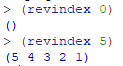 > (revindex 0)
()
> (revindex 5)
(5 4 3 2 1)